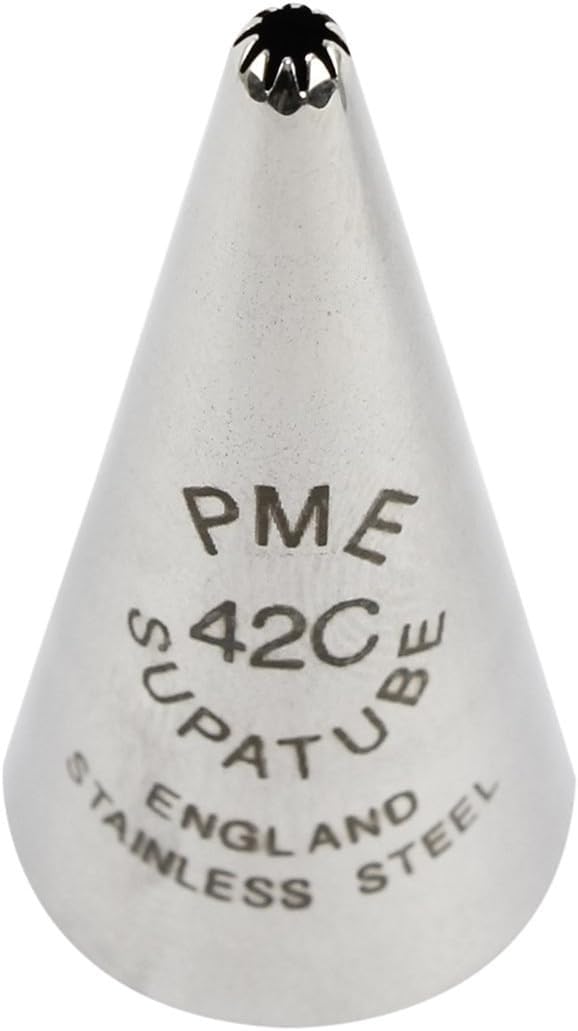 PME
42C
SUPATUBE
ENGLAND
STAINLESS STEEL